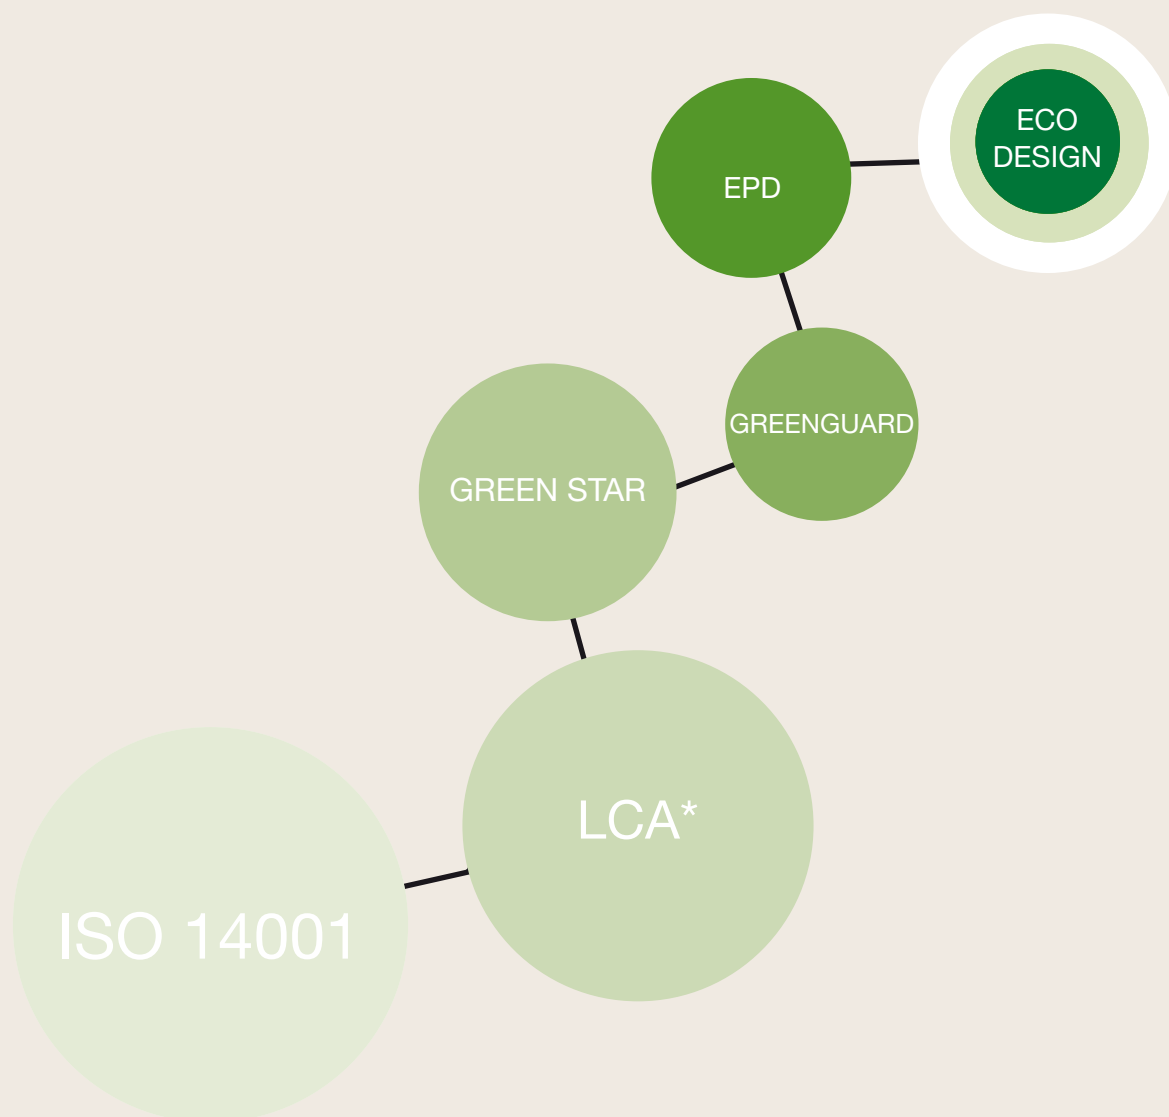 ECO
DESIGN
EPD
GREENGUARD
GREEN STAR
LCA*
ISO 14001